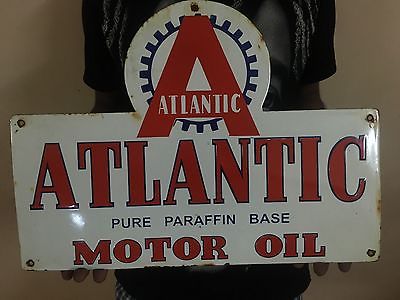 A
ATLANTIC
ATLANTIC
PURE PARAFFIN BASE
MOTOR OIL